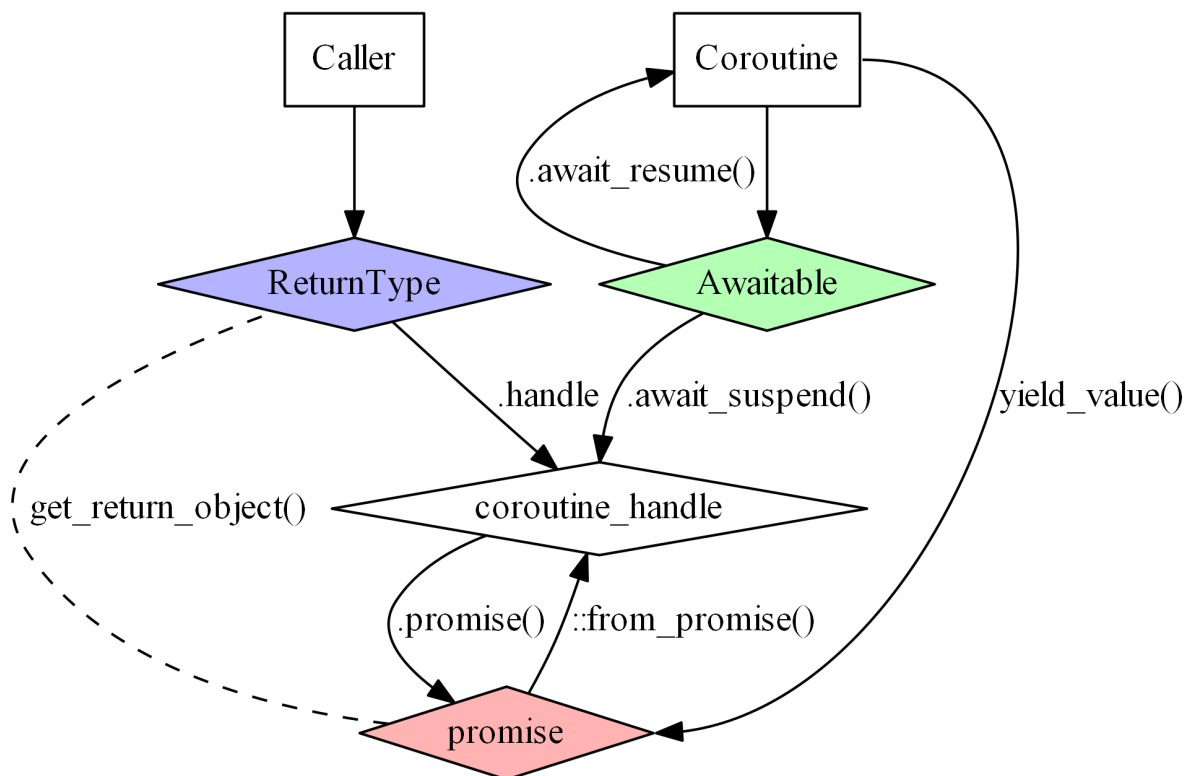 Caller
Coroutine
.await_resume()
ReturnType
Awaitable
.handle
.await_suspend()
yield_value()
get_return_object()
coroutine_handle
.promise()
::from_promise()
promise